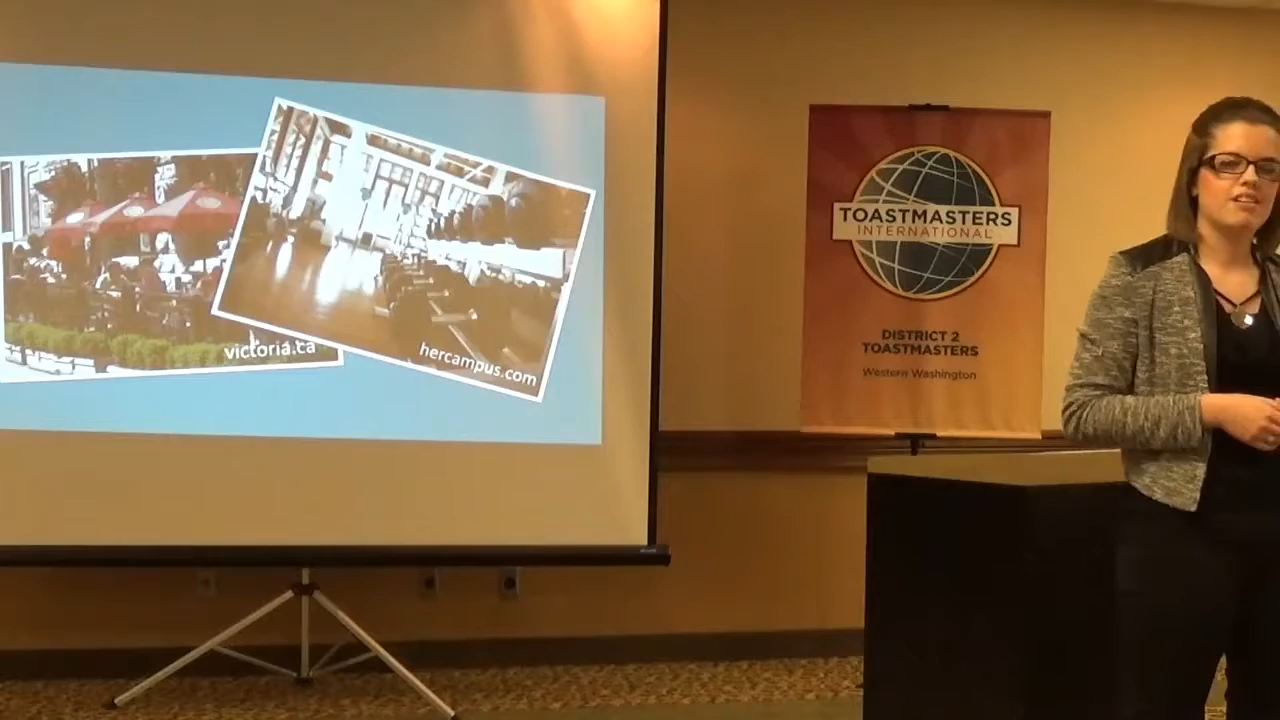 victoria.ca
hercampus.com
TOASTMASTERS
INTERNATIONAL
DISTRICT 2
TOASTMASTERS
Western Washington